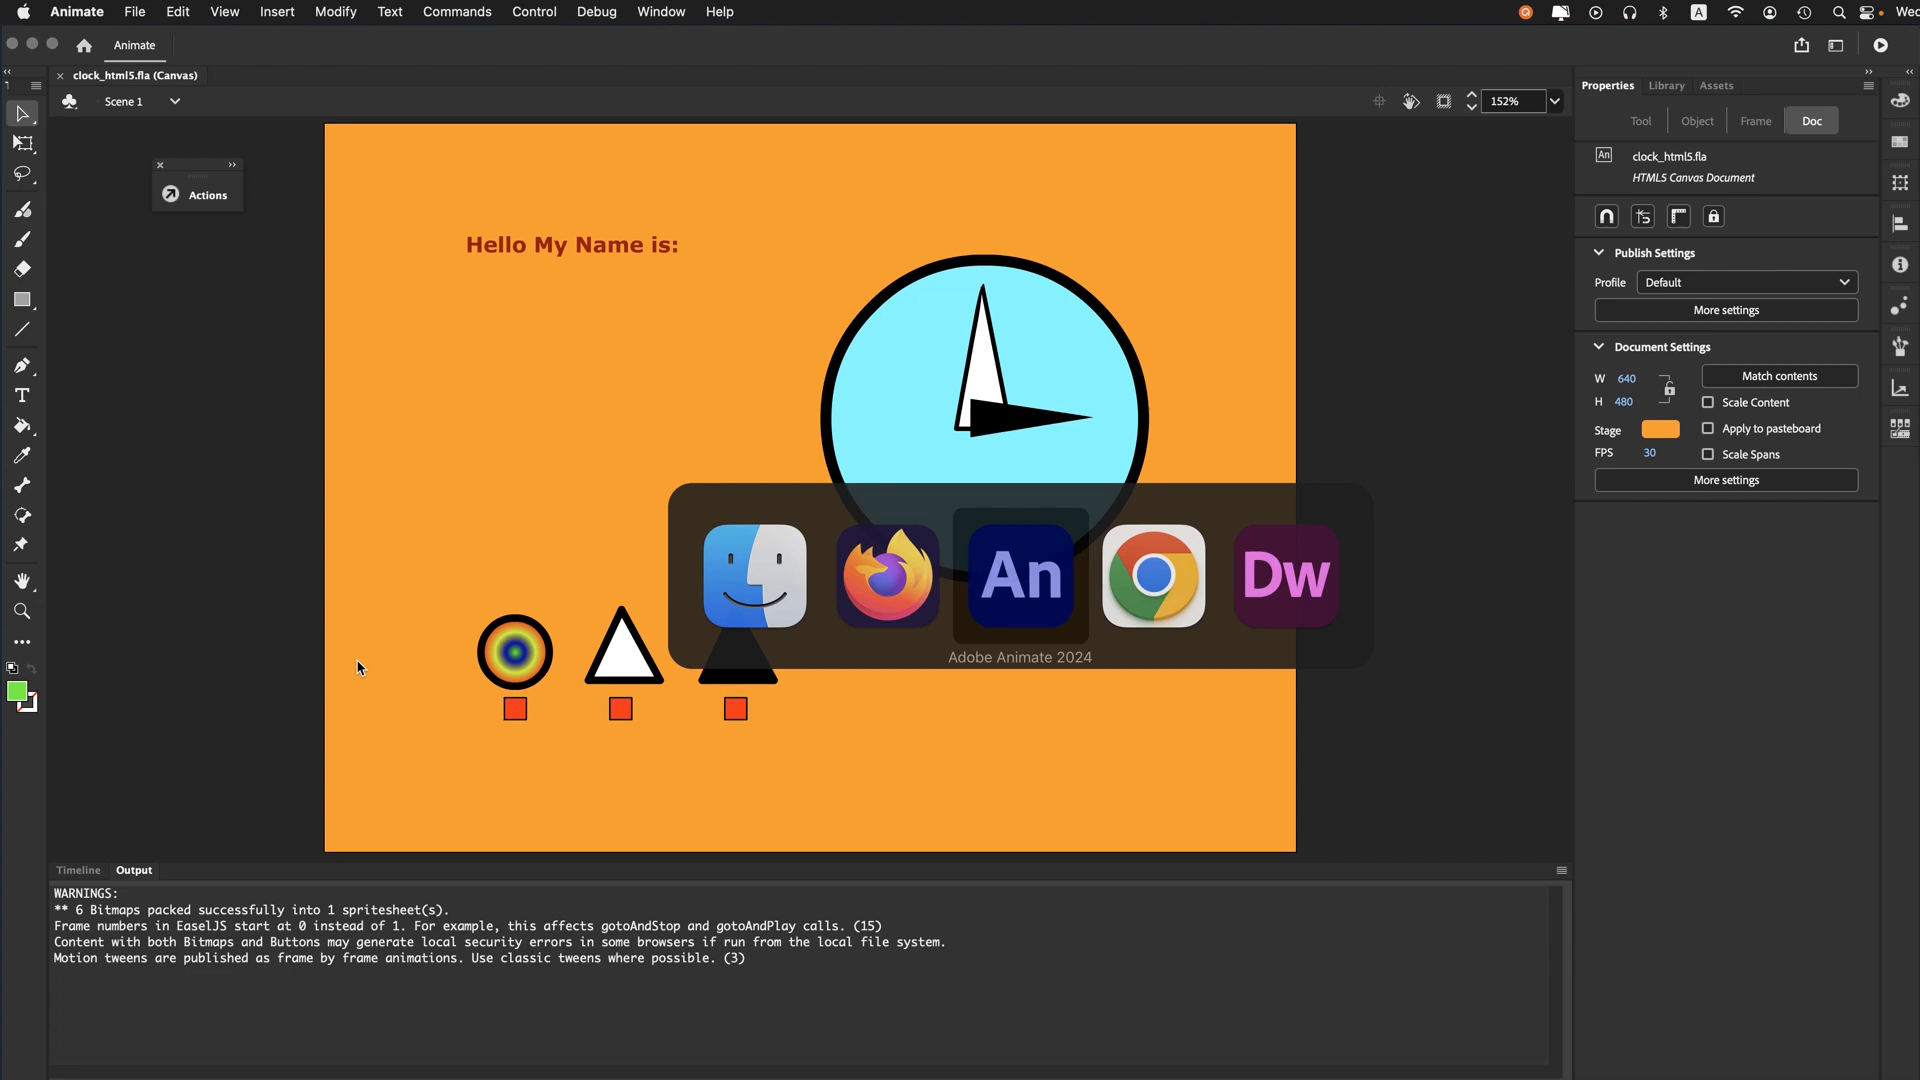 Animate File Edit View Insert Modify Text Commands Control Debug Window Help A Wed
Animate
clock_html5.fla (Canvas)
Scene 1 152%
Actions
Hello My Name is:
An Dw
Adobe Animate 2024
Properties Library Assets
Tool Object Frame Doc
An clock_html5.fla
HTML5 Canvas Document
Publish Settings
Profile Default
More settings
Document Settings
W 640 Match contents
H 480 Scale Content
Stage Apply to pasteboard
FPS 30 Scale Spans
More settings
Timeline Output
WARNINGS:
** 6 Bitmaps packed successfully into 1 spritesheet(s).
Frame numbers in EaselJS start at 0 instead of 1. For example, this affects gotoAndStop and gotoAndPlay calls. (15)
Content with both Bitmaps and Buttons may generate local security errors in some browsers if run from the local file system.
Motion tweens are published as frame by frame animations. Use classic tweens where possible. (3)